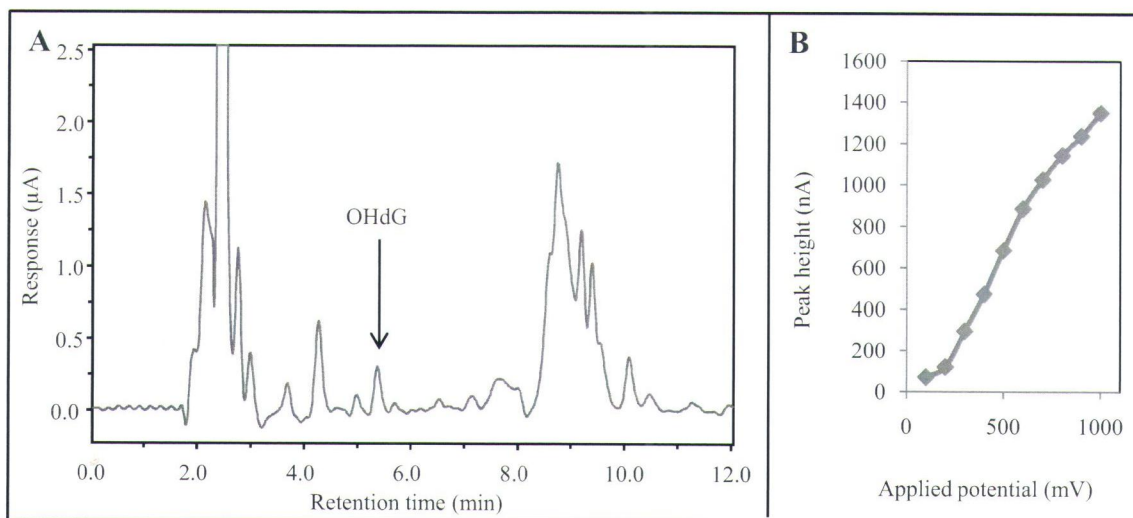 A
2.5
2.0
1.5
1.0
0.5
0.0
Response (µA)
OHdG
0.0 2.0 4.0 6.0 8.0 10.0 12.0
Retention time (min)
B
1600
1400
1200
1000
800
600
400
200
0
Peak height (nA)
0 500 1000
Applied potential (mV)